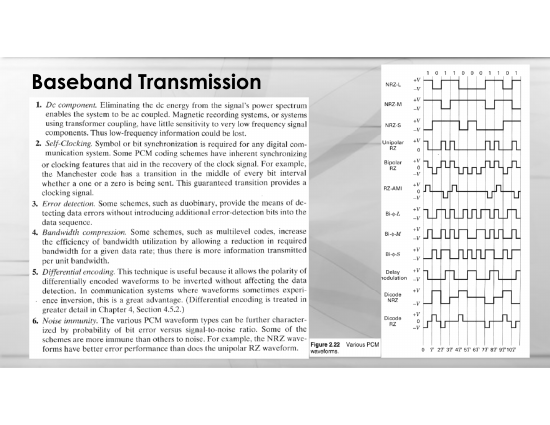 Baseband Transmission
1. Dc component. Eliminating the dc energy from the signal's power spectrum
enables the system to be ac coupled. Magnetic recording systems, or systems
using transformer coupling, have little sensitivity to very low frequency signal
components. Thus low-frequency information could be lost.
2. Self-Clocking. Symbol or bit synchronization is required for any digital com-
munication system. Some PCM coding schemes have inherent synchronizing
or clocking features that aid in the recovery of the clock signal. For example,
the Manchester code has a transition in the middle of every bit interval
whether a one or a zero is being sent. This guaranteed transition provides a
clocking signal.
3. Error detection. Some schemes, such as duobinary, provide the means of de-
tecting data errors without introducing additional error-detection bits into the
data sequence.
4. Bandwidth compression. Some schemes, such as multilevel codes, increase
the efficiency of bandwidth utilization by allowing a reduction in required
bandwidth for a given data rate; thus there is more information transmitted
per unit bandwidth.
5. Differential encoding. This technique is useful because it allows the polarity of
differentially encoded waveforms to be inverted without affecting the data
detection. In communication systems where waveforms sometimes experi-
ence inversion, this is a great advantage. (Differential encoding is treated in
greater detail in Chapter 4, Section 4.5.2.)
6. Noise immunity. The various PCM waveform types can be further character-
ized by probability of bit error versus signal-to-noise ratio. Some of the
schemes are more immune than others to noise. For example, the NRZ wave-
forms have better error performance than does the unipolar RZ waveform.
Figure 2.22 Various PCM
waveforms.
1 0 1 1 0 0 0 1 1 0 1
NRZ-L +V -V
NRZ-M +V -V
NRZ-S +V -V
Unipolar RZ +V 0
Bipolar RZ +V 0 -V
RZ-AMI +V 0 -V
Bi-φ-L +V -V
Bi-φ-M +V -V
Bi-φ-S +V -V
Delay modulation +V -V
Dicode NRZ +V 0 -V
Dicode RZ +V 0 -V
0 T 2T 3T 4T 5T 6T 7T 8T 9T 10T